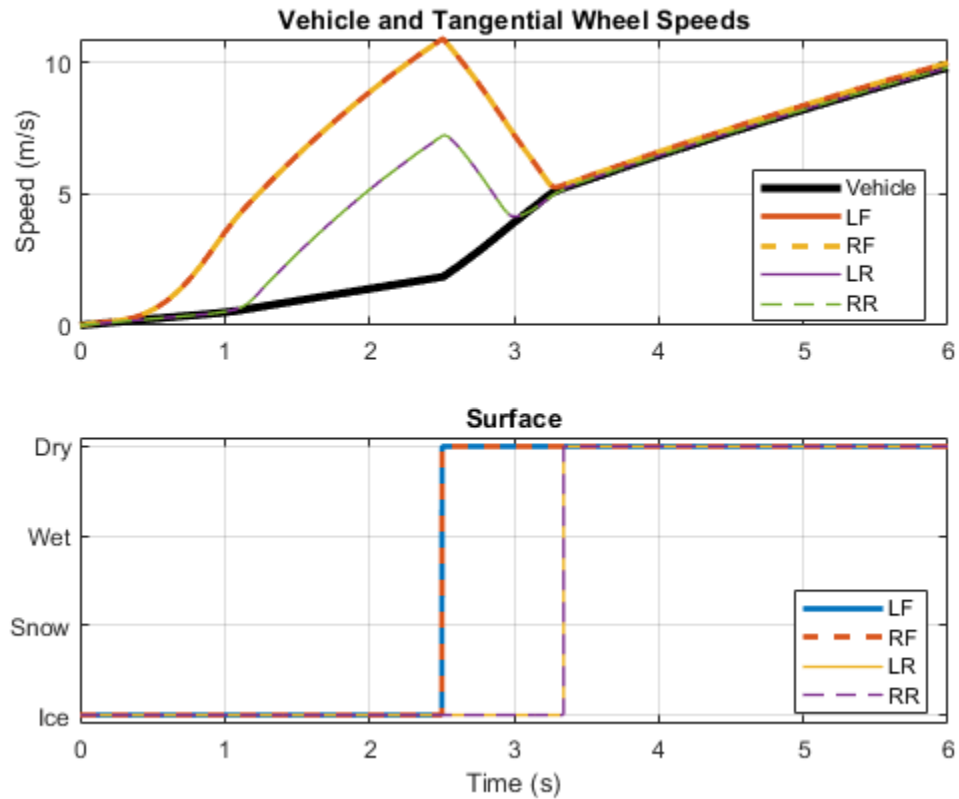 Vehicle and Tangential Wheel Speeds
10
5
0
Speed (m/s)
Vehicle
LF
RF
LR
RR
0 1 2 3 4 5 6
Surface
Dry
Wet
Snow
Ice
LF
RF
LR
RR
0 1 2 3 4 5 6
Time (s)